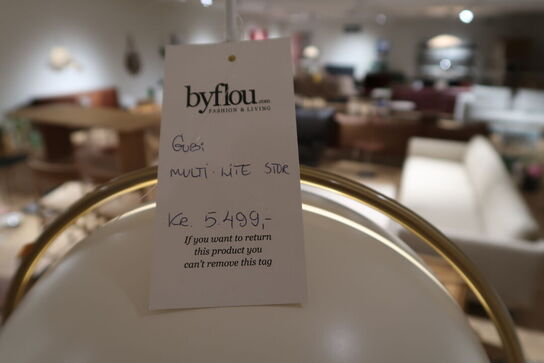 byflou.com
FASHION & LIVING
GUBi
MULTI-LITE STOR
Kr. 5.499,-
If you want to return
this product you
can't remove this tag